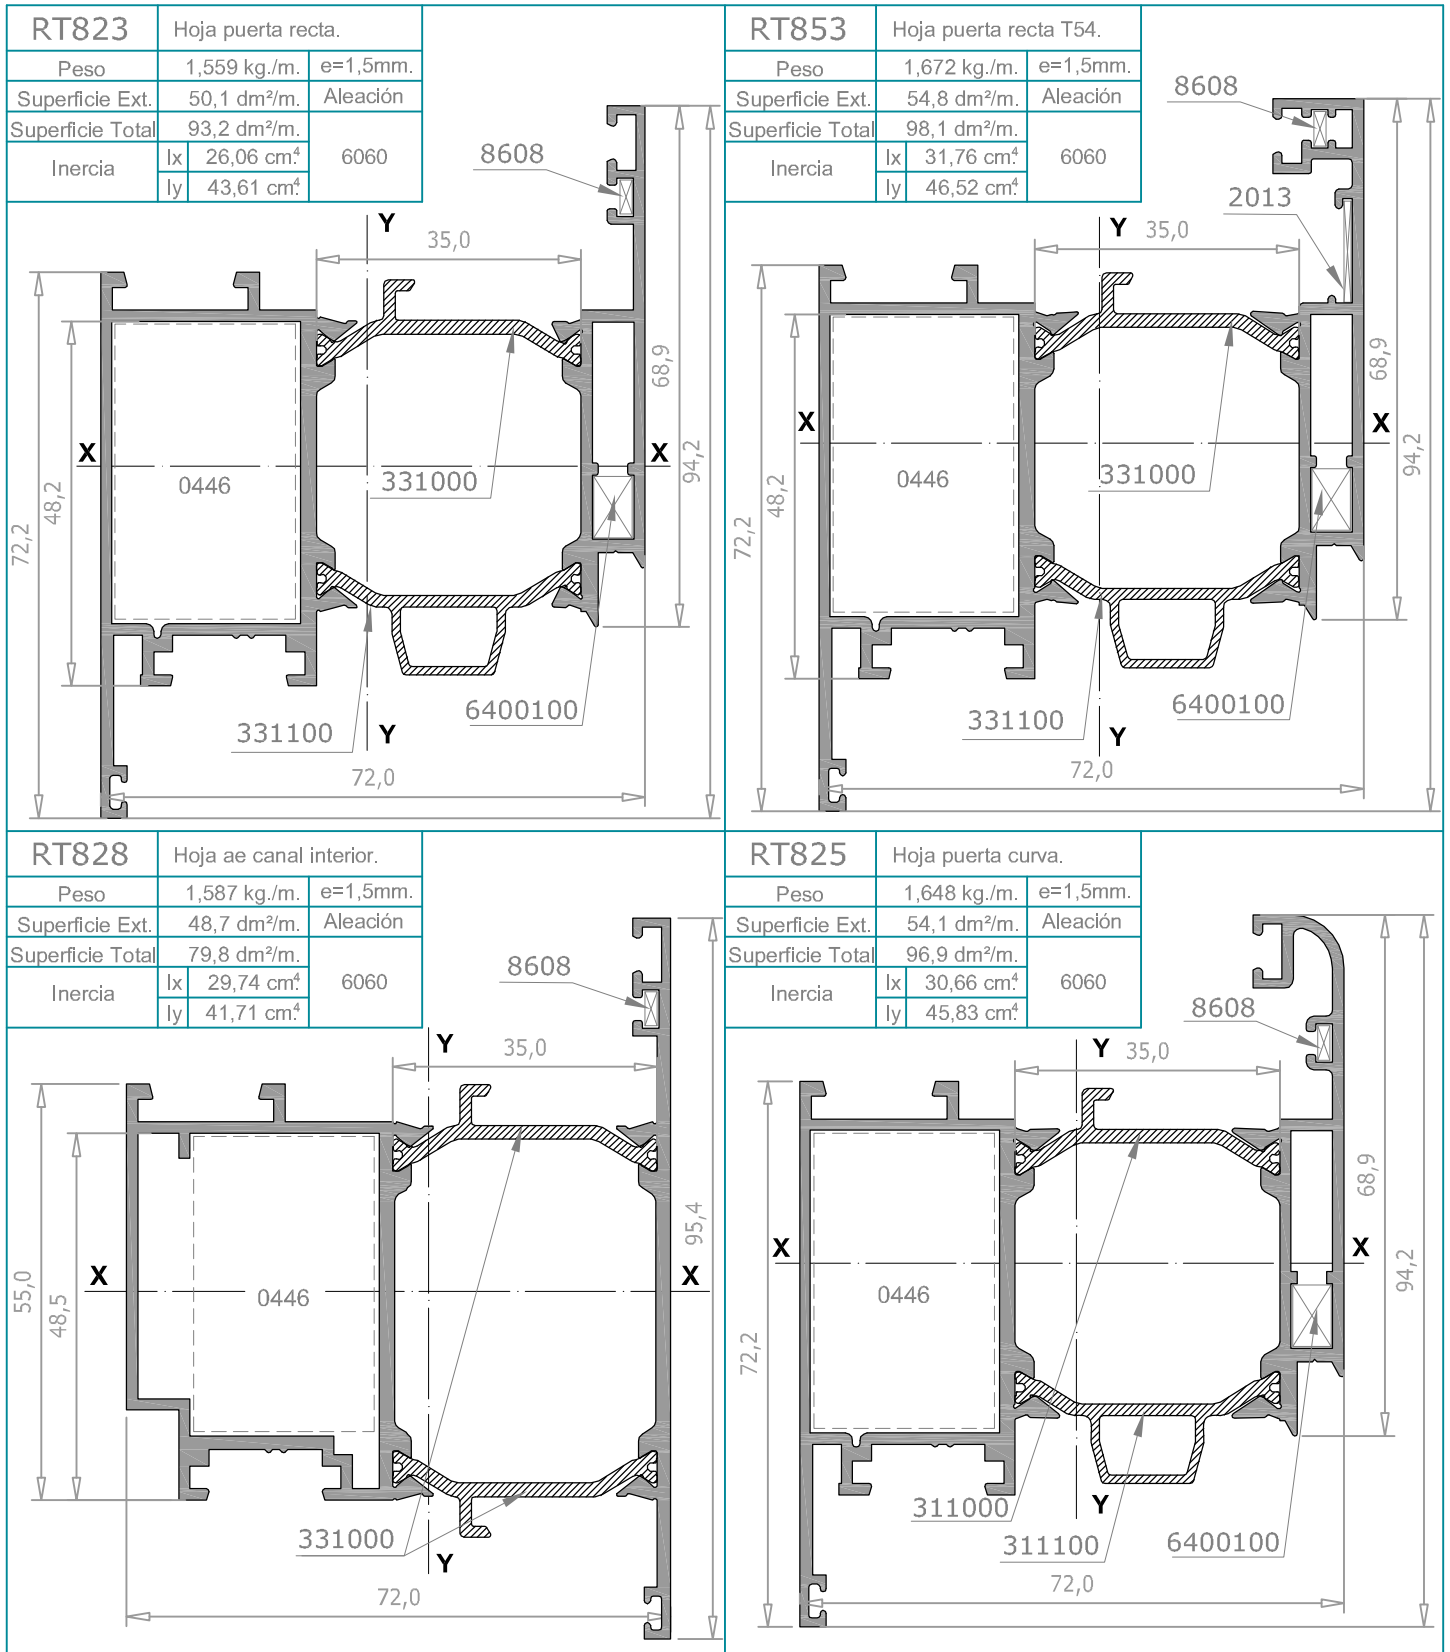 RT823
Hoja puerta recta.
Peso 1,559 kg./m. e=1,5mm.
Superficie Ext. 50,1 dm²/m. Aleación
Superficie Total 93,2 dm²/m.
Inercia Ix 26,06 cm⁴ 6060
Iy 43,61 cm⁴
8608
Y
35,0
68,9
94,2
X
X
0446
331000
48,2
72,2
331100
Y
6400100
72,0
RT853
Hoja puerta recta T54.
Peso 1,672 kg./m. e=1,5mm.
Superficie Ext. 54,8 dm²/m. Aleación
Superficie Total 98,1 dm²/m.
Inercia Ix 31,76 cm⁴ 6060
Iy 46,52 cm⁴
8608
2013
Y
35,0
68,9
94,2
X
X
0446
331000
48,2
72,2
331100
6400100
Y
72,0
RT828
Hoja ae canal interior.
Peso 1,587 kg./m. e=1,5mm.
Superficie Ext. 48,7 dm²/m. Aleación
Superficie Total 79,8 dm²/m.
Inercia Ix 29,74 cm⁴ 6060
Iy 41,71 cm⁴
8608
Y
35,0
95,4
X
X
0446
55,0
48,5
331000
Y
72,0
RT825
Hoja puerta curva.
Peso 1,648 kg./m. e=1,5mm.
Superficie Ext. 54,1 dm²/m. Aleación
Superficie Total 96,9 dm²/m.
Inercia Ix 30,66 cm⁴ 6060
Iy 45,83 cm⁴
8608
Y
35,0
68,9
94,2
X
X
0446
72,2
311000
Y
311100
6400100
72,0